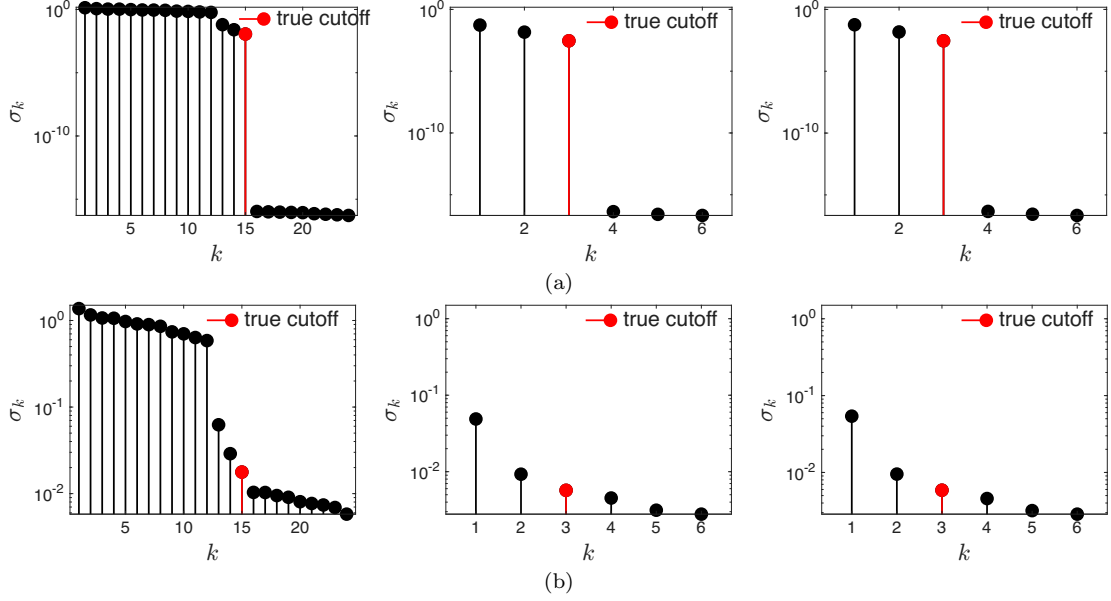 10^0
10^-10
σ_k
true cutoff
5 10 15 20
k
10^0
10^-10
σ_k
true cutoff
2 4 6
k
10^0
10^-10
σ_k
true cutoff
2 4 6
k
(a)
10^0
10^-1
10^-2
σ_k
true cutoff
5 10 15 20
k
10^0
10^-1
10^-2
σ_k
true cutoff
1 2 3 4 5 6
k
10^0
10^-1
10^-2
σ_k
true cutoff
1 2 3 4 5 6
k
(b)